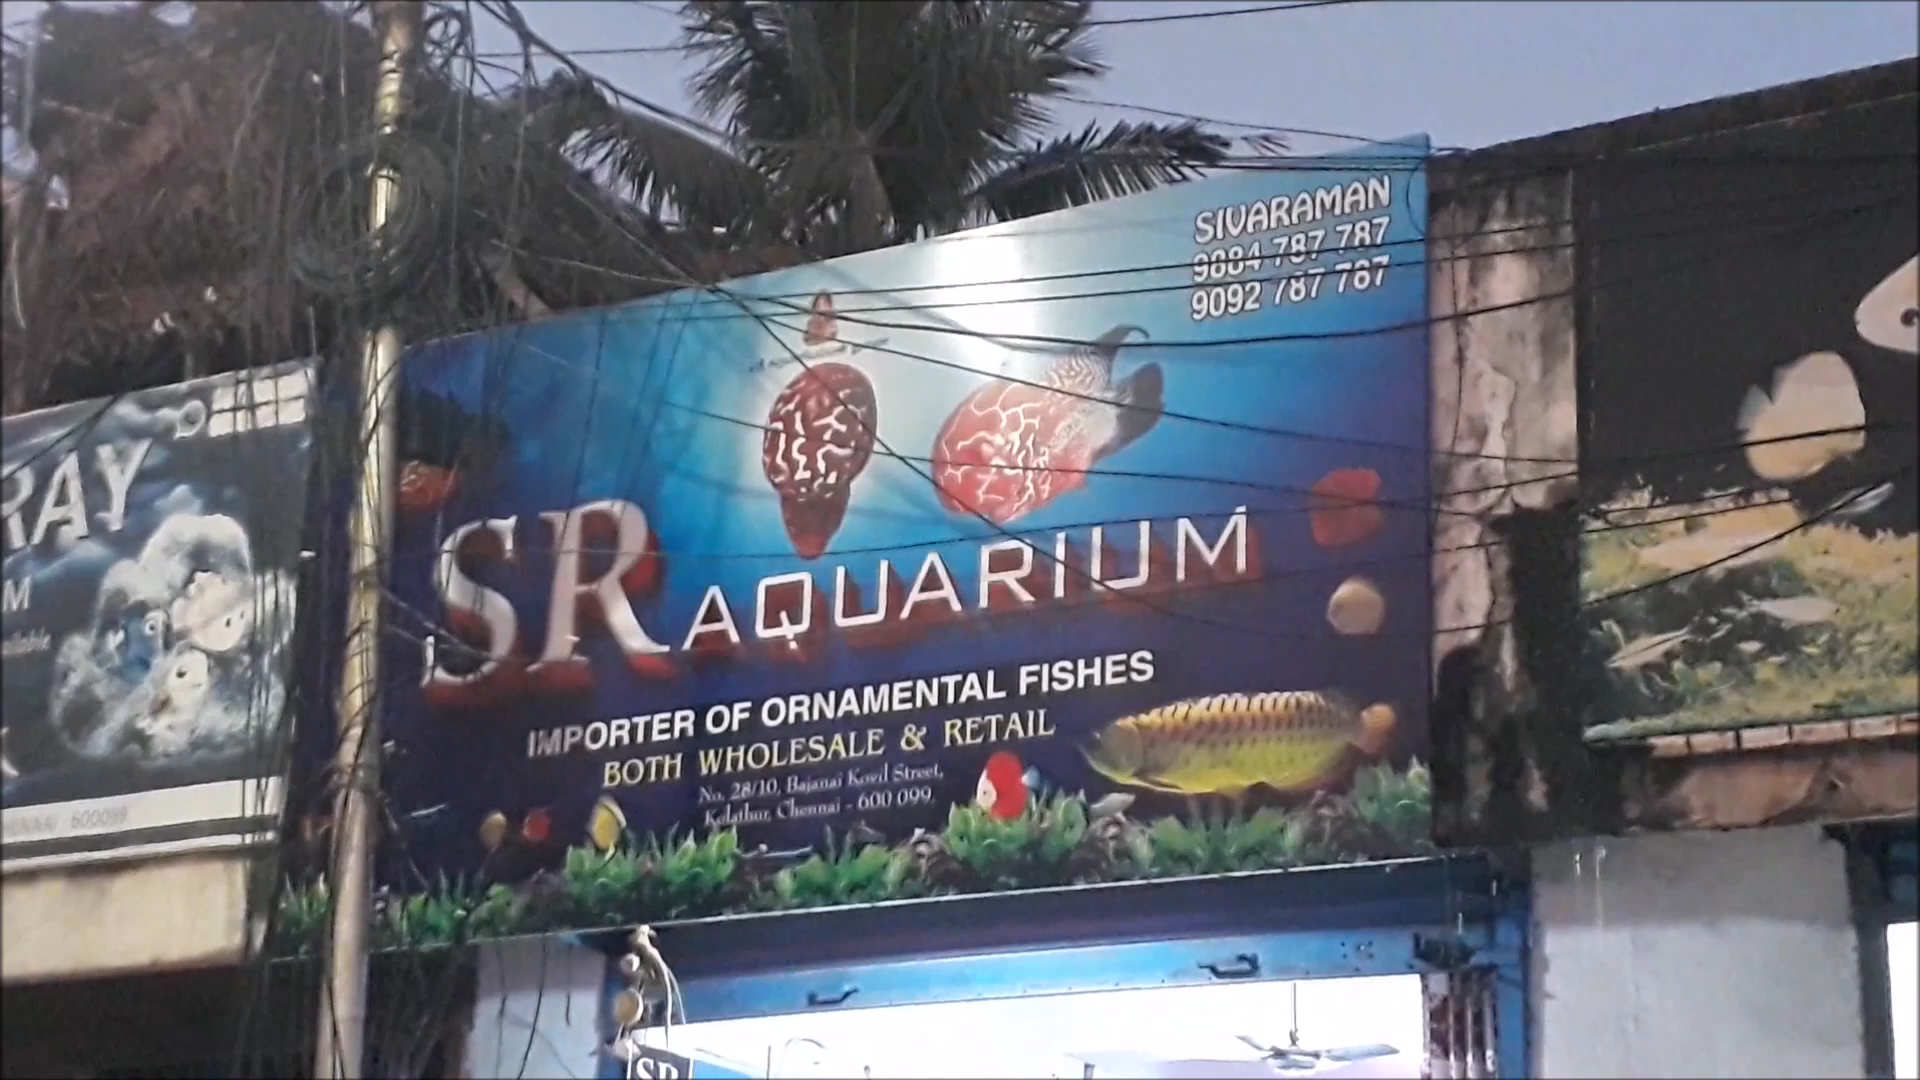 SIVARAMAN
9884 787 787
9092 787 787
SR AQUARIUM
IMPORTER OF ORNAMENTAL FISHES
BOTH WHOLESALE & RETAIL
No. 28/10, Bajanai Kovil Street,
Kolathur, Chennai - 600 099.
RAY
M
600099
SR